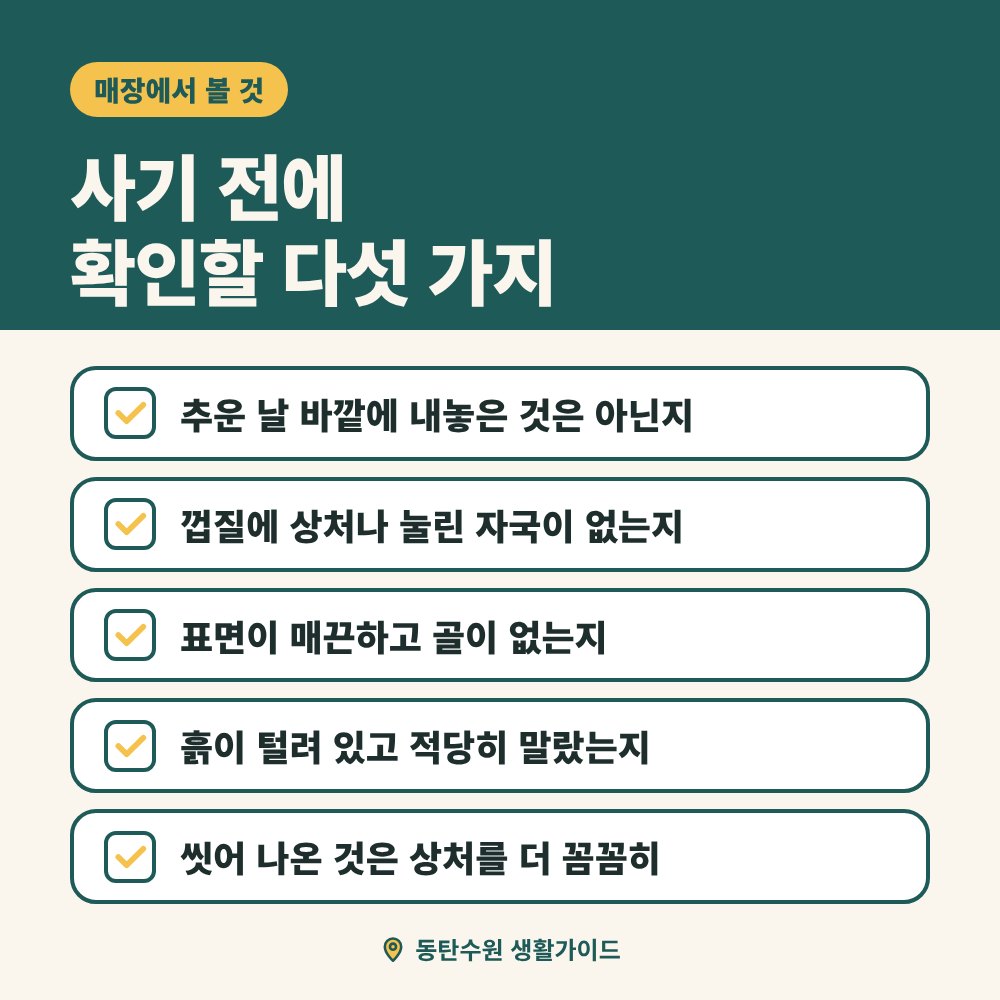 매장에서 볼 것
사기 전에
확인할 다섯 가지
추운 날 바깥에 내놓은 것은 아닌지
껍질에 상처나 눌린 자국이 없는지
표면이 매끈하고 골이 없는지
흙이 털려 있고 적당히 말랐는지
씻어 나온 것은 상처를 더 꼼꼼히
동탄수원 생활가이드